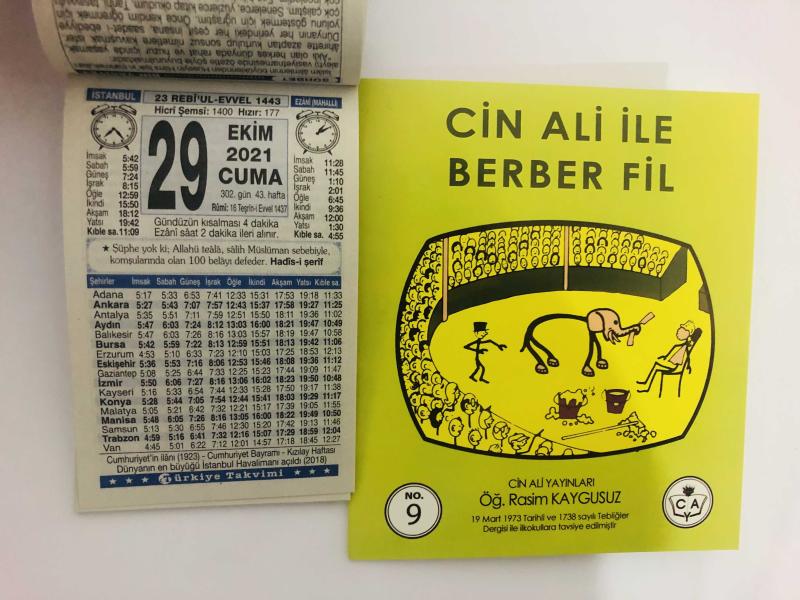 İSTANBUL
23 REBİ'UL-EVVEL 1443
EZÂNÎ (MAHALLİ)
Hicrî Şemsî: 1400 Hızır: 177
29
EKİM
2021
CUMA
302. gün 43. hafta
Rûmî: 16 Teşrîn-i Evvel 1437
İmsak 5:42
Sabah 5:59
Güneş 7:24
İşrak 8:15
Öğle 12:59
İkindi 15:50
Akşam 18:12
Yatsı 19:42
Kıble sa. 11:09
İmsak 11:28
Sabah 11:45
Güneş 1:10
İşrak 2:01
Öğle 6:45
İkindi 9:36
Akşam 12:00
Yatsı 1:30
Kıble sa. 4:55
Gündüzün kısalması 4 dakika
Ezânî sâat 2 dakika ileri alınır.
★ Şüphe yok ki; Allahü teâlâ, sâlih Müslüman sebebiyle,
komşularında olan 100 belâyı defeder. Hadîs-i şerîf
Şehirler İmsak Sabah Güneş İşrak Öğle İkindi Akşam Yatsı Kıble sa.
Adana 5:17 5:33 6:53 7:41 12:33 15:31 17:53 19:18 11:33
Ankara 5:27 5:43 7:07 7:57 12:43 15:37 17:58 19:27 11:25
Antalya 5:35 5:51 7:11 7:59 12:51 15:50 18:11 19:36 11:02
Aydın 5:47 6:03 7:24 8:12 13:03 16:00 18:21 19:47 10:49
Balıkesir 5:47 6:03 7:26 8:16 13:03 15:57 18:19 19:47 10:58
Bursa 5:42 5:59 7:22 8:13 12:59 15:51 18:13 19:42 11:06
Erzurum 4:53 5:10 6:33 7:23 12:10 15:03 17:25 18:53 12:13
Eskişehir 5:36 5:53 7:16 8:06 12:53 15:46 18:08 19:36 11:12
Gaziantep 5:08 5:25 6:44 7:33 12:25 15:23 17:44 19:09 11:47
İzmir 5:50 6:06 7:27 8:16 13:06 16:02 18:23 19:50 10:48
Kayseri 5:16 5:33 6:54 7:44 12:33 15:28 17:50 19:17 11:38
Konya 5:28 5:44 7:05 7:54 12:44 15:41 18:03 19:29 11:17
Malatya 5:05 5:21 6:42 7:32 12:21 15:17 17:39 19:05 11:55
Manisa 5:48 6:05 7:26 8:16 13:05 16:00 18:22 19:49 10:50
Samsun 5:13 5:30 6:55 7:46 12:30 15:20 17:42 19:13 11:46
Trabzon 4:59 5:16 6:41 7:32 12:16 15:07 17:29 18:59 12:04
Van 4:45 5:01 6:22 7:12 12:01 14:57 17:18 18:45 12:27
Cumhuriyet'in ilânı (1923) - Cumhuriyet Bayramı - Kızılay Haftası
Dünyanın en büyüğü İstanbul Havalimanı açıldı (2018)
Türkiye Takvimi
CİN ALİ İLE
BERBER FİL
CİN ALİ YAYINLARI
Öğ. Rasim KAYGUSUZ
19 Mart 1973 Tarihli ve 1738 sayılı Tebliğler
Dergisi ile ilkokullara tavsiye edilmiştir
NO.
9
C A
Y